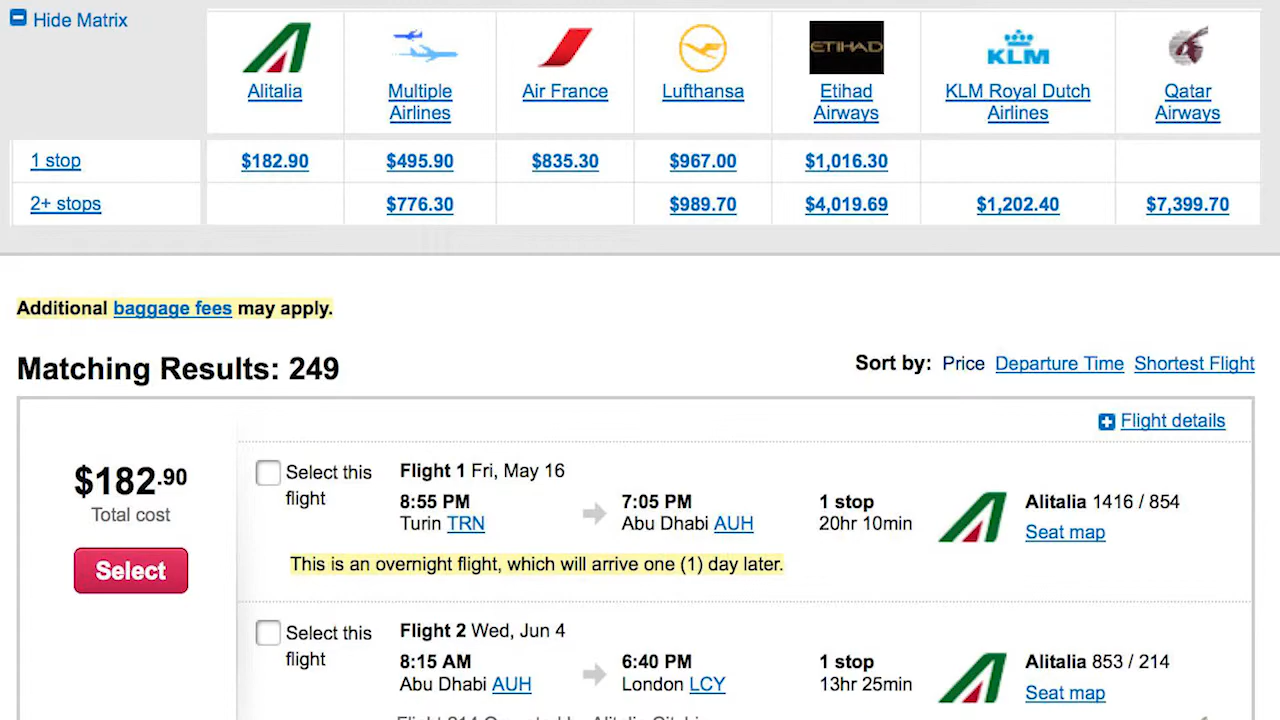 Hide Matrix
ETIHAD
KLM
Alitalia
Multiple Airlines
Air France
Lufthansa
Etihad Airways
KLM Royal Dutch Airlines
Qatar Airways
1 stop $182.90 $495.90 $835.30 $967.00 $1,016.30
2+ stops $776.30 $989.70 $4,019.69 $1,202.40 $7,399.70
Additional baggage fees may apply.
Matching Results: 249
Sort by: Price Departure Time Shortest Flight
Flight details
$182.90
Total cost
Select
Select this flight
Flight 1 Fri, May 16
8:55 PM 7:05 PM 1 stop Alitalia 1416 / 854
Turin TRN Abu Dhabi AUH 20hr 10min Seat map
This is an overnight flight, which will arrive one (1) day later.
Select this flight
Flight 2 Wed, Jun 4
8:15 AM 6:40 PM 1 stop Alitalia 853 / 214
Abu Dhabi AUH London LCY 13hr 25min Seat map